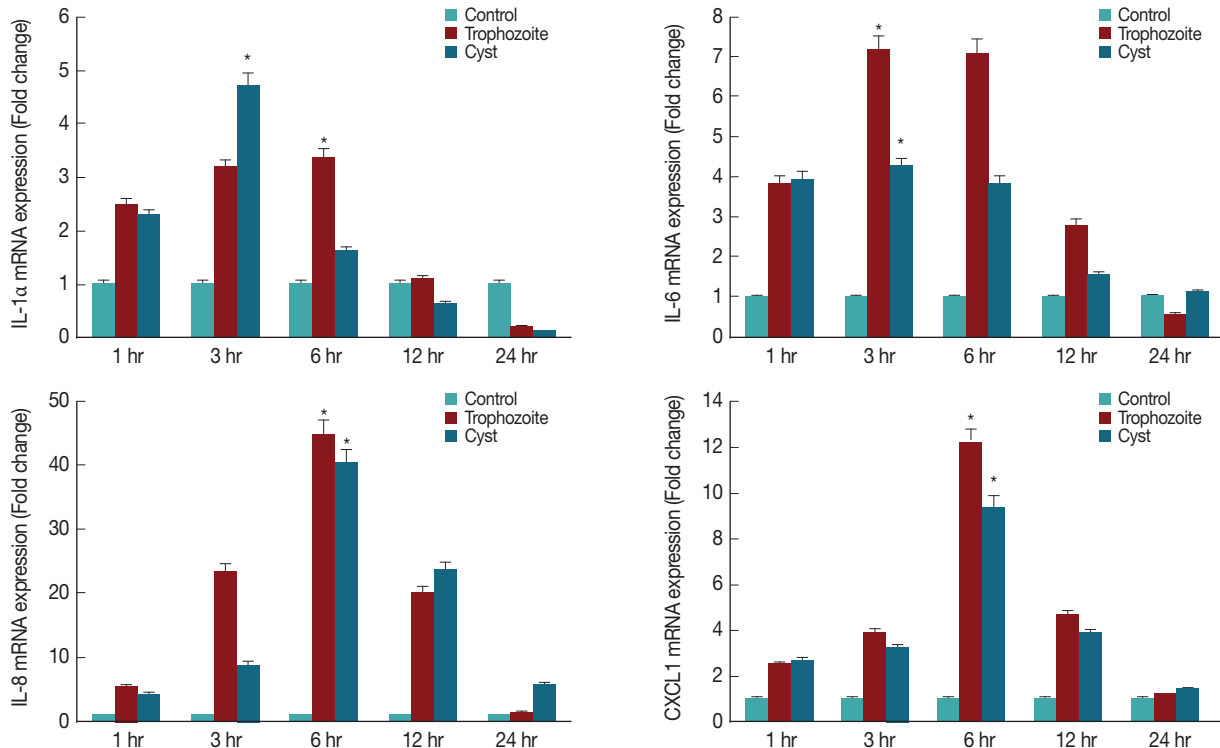 IL-1α mRNA expression (Fold change)
6
5
4
3
2
1
0
*
*
Control
Trophozoite
Cyst
1 hr 3 hr 6 hr 12 hr 24 hr
IL-6 mRNA expression (Fold change)
8
7
6
5
4
3
2
1
0
*
*
Control
Trophozoite
Cyst
1 hr 3 hr 6 hr 12 hr 24 hr
IL-8 mRNA expression (Fold change)
50
40
30
20
10
0
*
*
Control
Trophozoite
Cyst
1 hr 3 hr 6 hr 12 hr 24 hr
CXCL1 mRNA expression (Fold change)
14
12
10
8
6
4
2
0
*
*
Control
Trophozoite
Cyst
1 hr 3 hr 6 hr 12 hr 24 hr